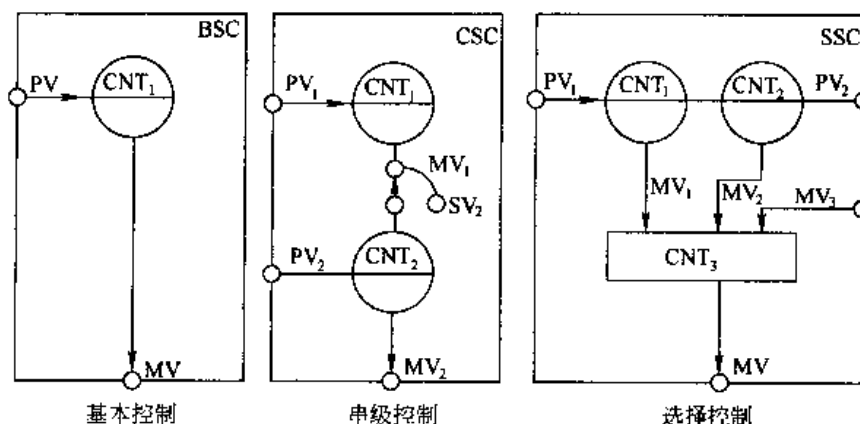 BSC
PV
CNT₁
MV
基本控制
CSC
PV₁
CNT₁
MV₁
SV₂
PV₂
CNT₂
MV₂
串级控制
SSC
PV₁
CNT₁
CNT₂
PV₂
MV₁
MV₂
MV₃
CNT₃
MV
选择控制